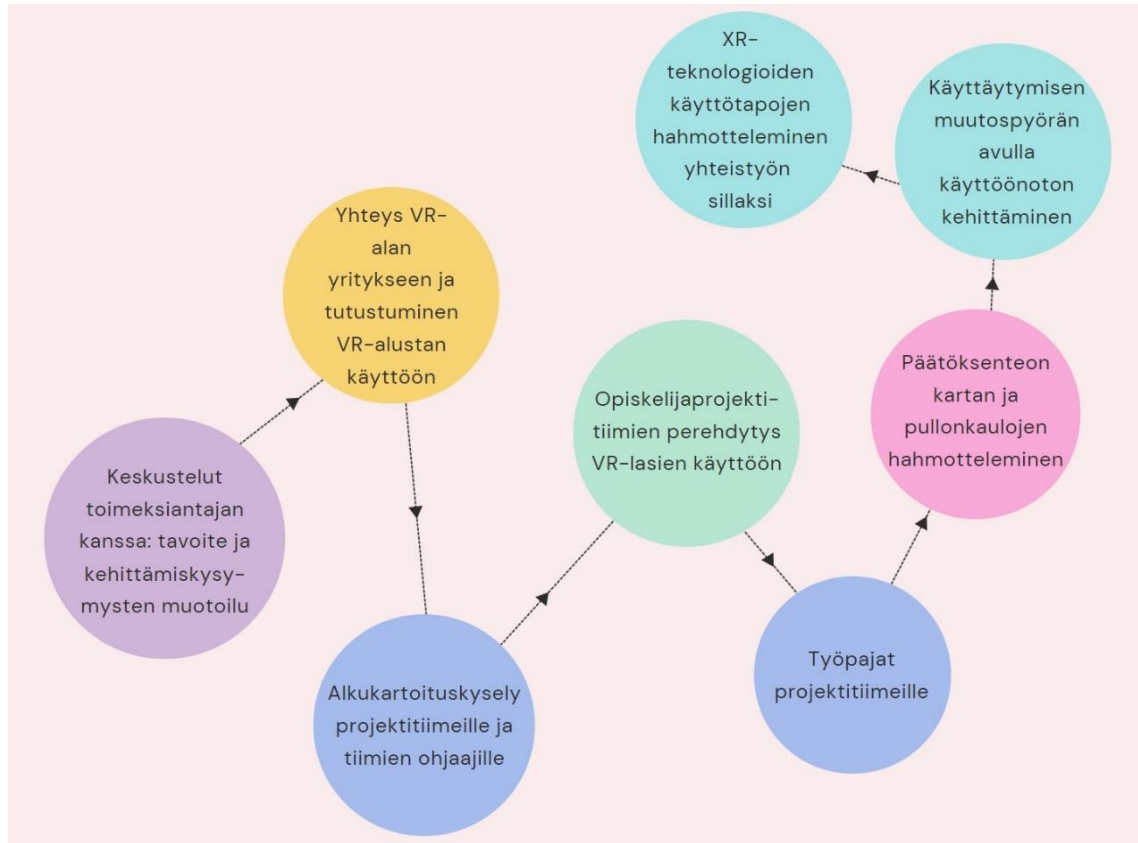 Keskustelut
toimeksiantajan
kanssa: tavoite ja
kehittämiskysy-
mysten muotoilu
Yhteys VR-
alan
yritykseen ja
tutustuminen
VR-alustan
käyttöön
Alkukartoituskysely
projektitiimeille ja
tiimien ohjaajille
Opiskelijaprojekti-
tiimien perehdytys
VR-lasien käyttöön
Työpajat
projektitiimeille
Päätöksenteon
kartan ja
pullonkaulojen
hahmotteleminen
Käyttäytymisen
muutospyörän
avulla
käyttöönoton
kehittäminen
XR-
teknologioiden
käyttötapojen
hahmotteleminen
yhteistyön
sillaksi